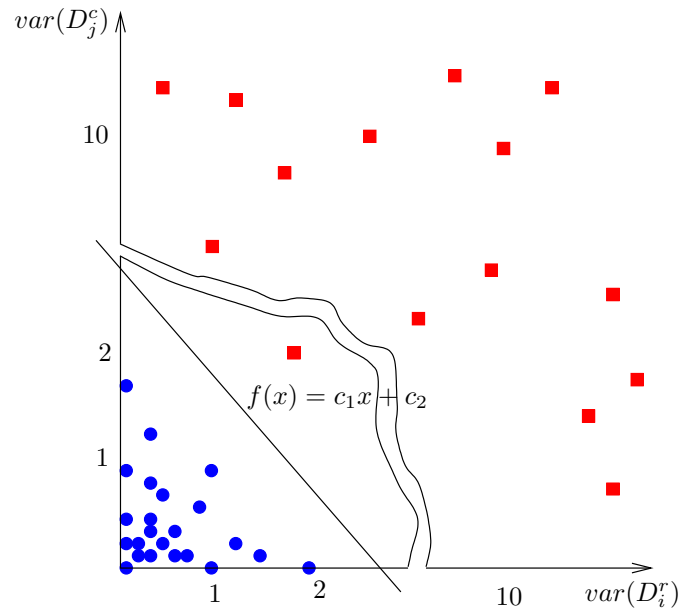 var(D_j^c)
10
2
f(x) = c_1x + c_2
1
1
2
10
var(D_i^r)